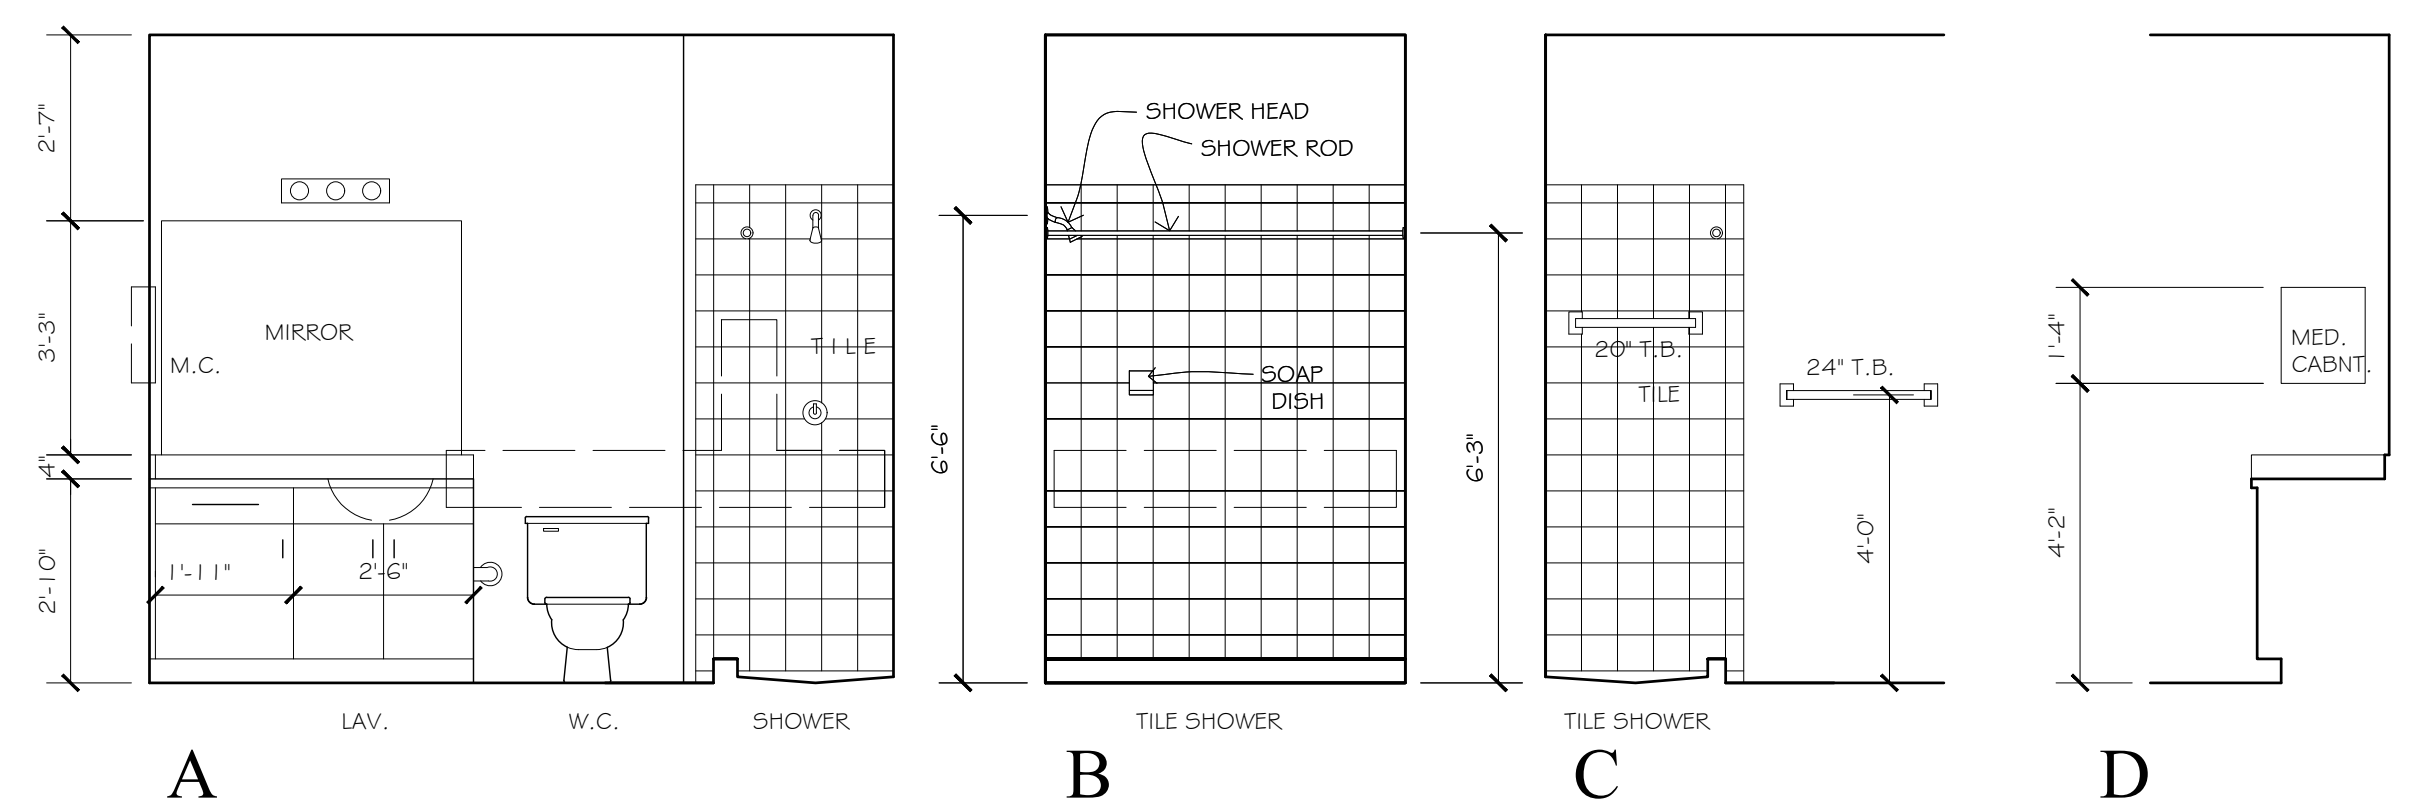 2'-7"
3'-3"
4"
2'-10"
MIRROR
M.C.
1'-11"
2'-6"
TILE
LAV.
W.C.
SHOWER
A
SHOWER HEAD
SHOWER ROD
SOAP
DISH
6'-6"
TILE SHOWER
B
6'-3"
20" T.B.
TILE
24" T.B.
4'-0"
TILE SHOWER
C
1'-4"
4'-2"
MED.
CABNT.
D